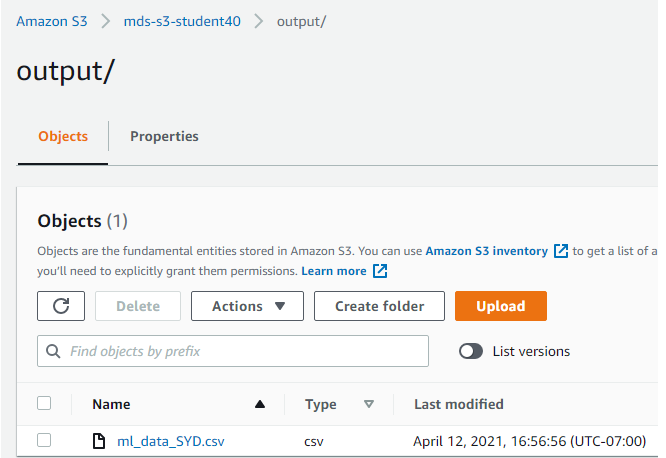 Amazon S3 > mds-s3-student40 > output/
output/
Objects Properties
Objects (1)
Objects are the fundamental entities stored in Amazon S3. You can use Amazon S3 inventory to get a list of a
you'll need to explicitly grant them permissions. Learn more
Delete Actions Create folder Upload
Find objects by prefix List versions
Name Type Last modified
ml_data_SYD.csv csv April 12, 2021, 16:56:56 (UTC-07:00)